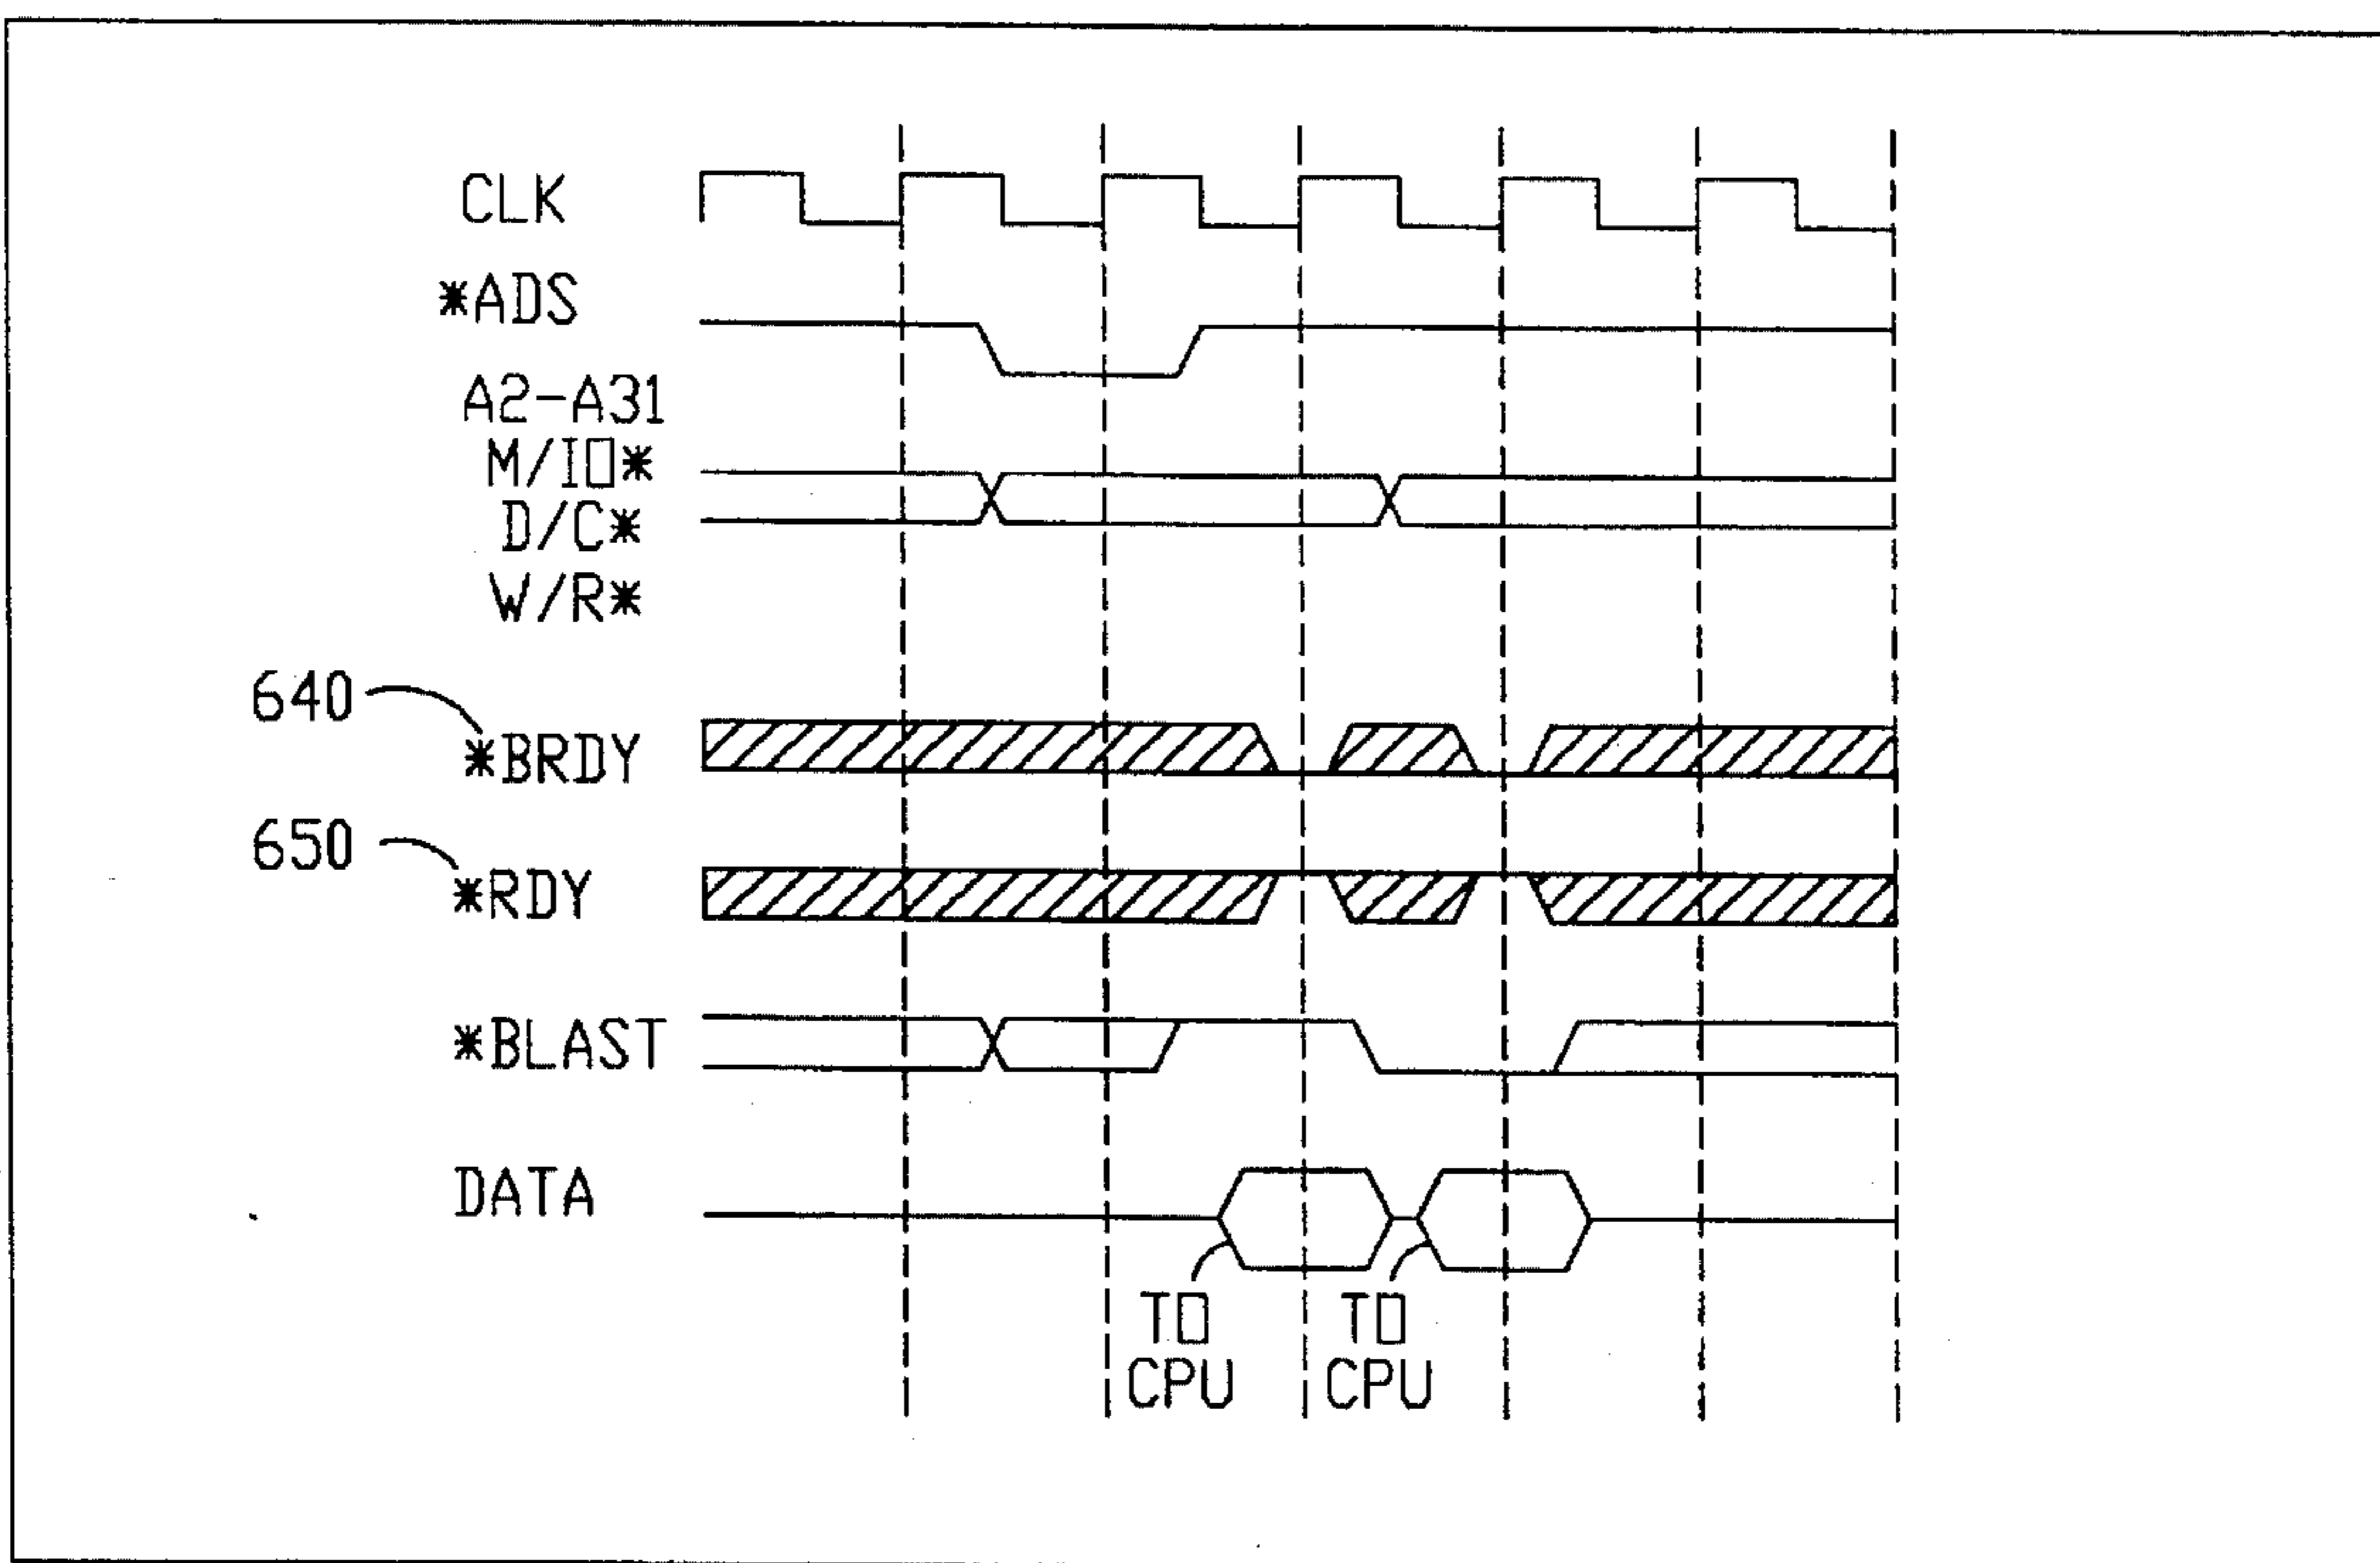 CLK
*ADS
A2-A31
M/IO*
D/C*
W/R*
640
*BRDY
650
*RDY
*BLAST
DATA
TO CPU
TO CPU